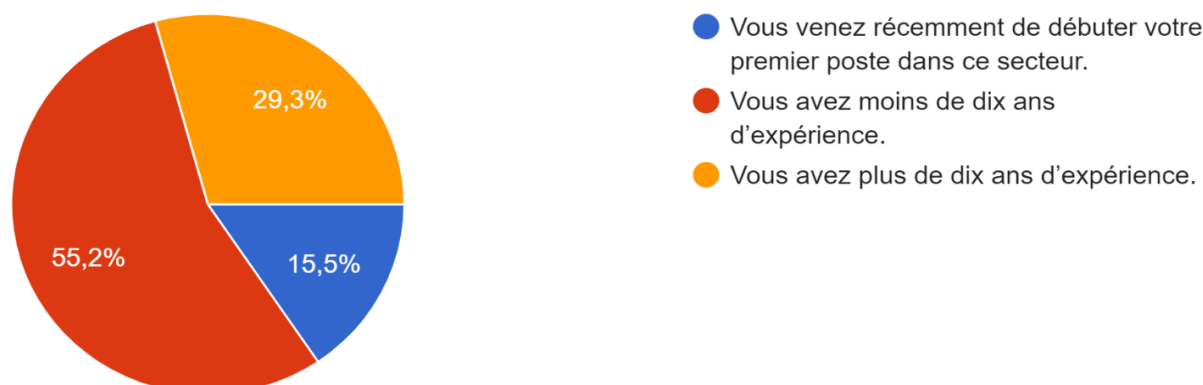 Vous venez récemment de débuter votre
premier poste dans ce secteur.
Vous avez moins de dix ans
d’expérience.
Vous avez plus de dix ans d’expérience.
29,3%
55,2%
15,5%